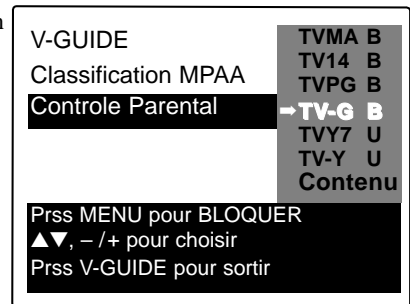 n
V-GUIDE
Classification MPAA
Controle Parental
TVMA B
TV14 B
TVPG B
➡TV-G B
TVY7 U
TV-Y U
Contenu
Prss MENU pour BLOQUER
▲▼, – /+ pour choisir
Prss V-GUIDE pour sortir